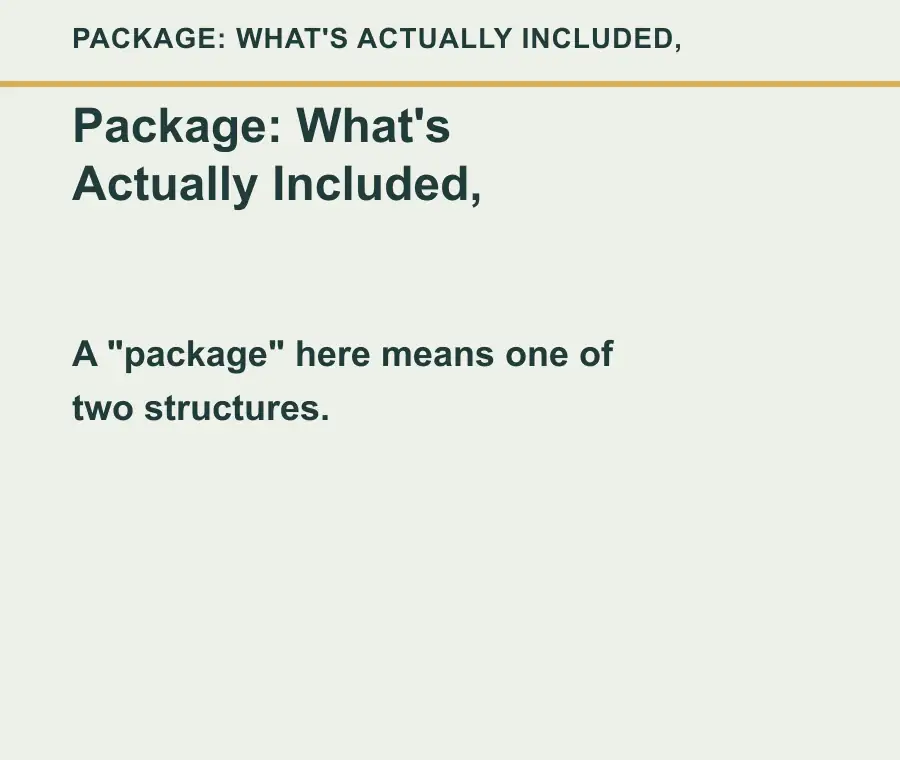 PACKAGE: WHAT'S ACTUALLY INCLUDED,
Package: What's
Actually Included,
A "package" here means one of
two structures.